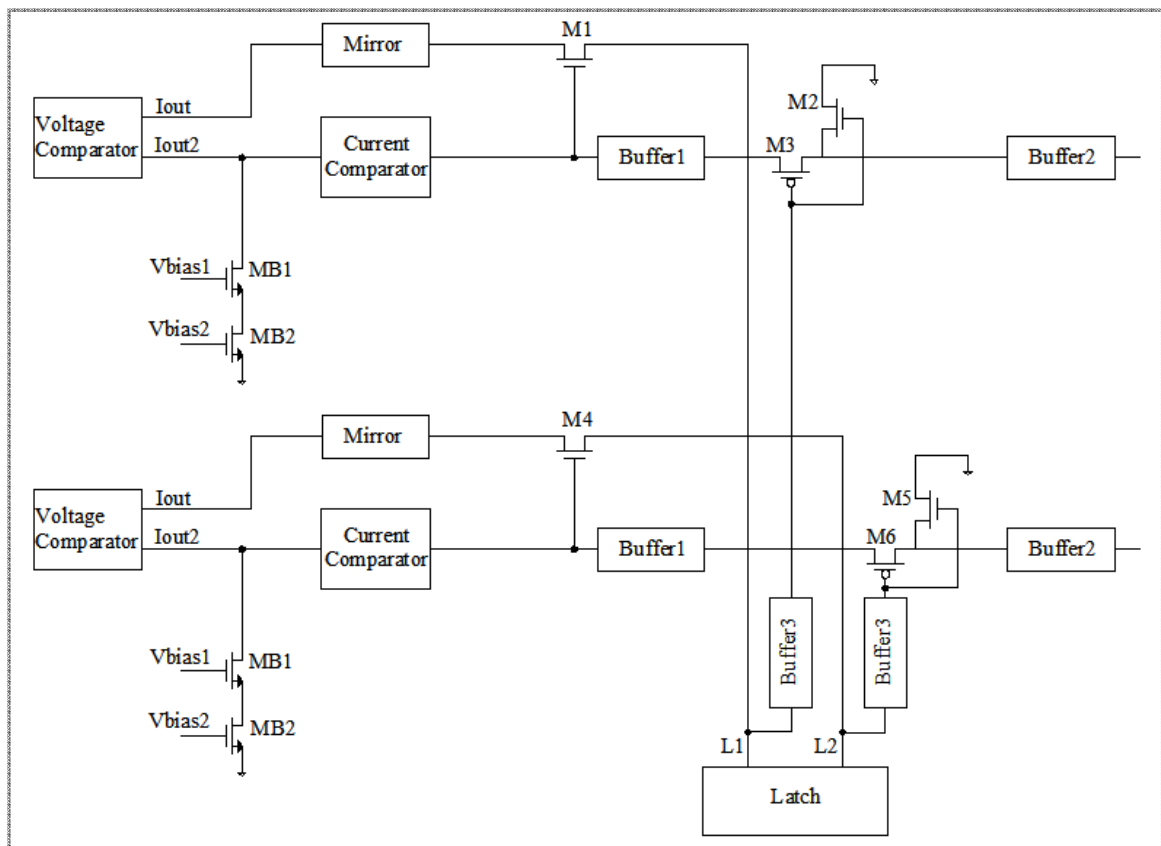 M1
Mirror
M2
Iout
Voltage
Comparator
Iout2
Current
Comparator
Buffer1
M3
Buffer2
Vbias1
MB1
Vbias2
MB2
M4
Mirror
Iout
Voltage
Comparator
Iout2
Current
Comparator
Buffer1
M5
M6
Buffer2
Buffer3
Buffer3
Vbias1
MB1
Vbias2
MB2
L1
L2
Latch